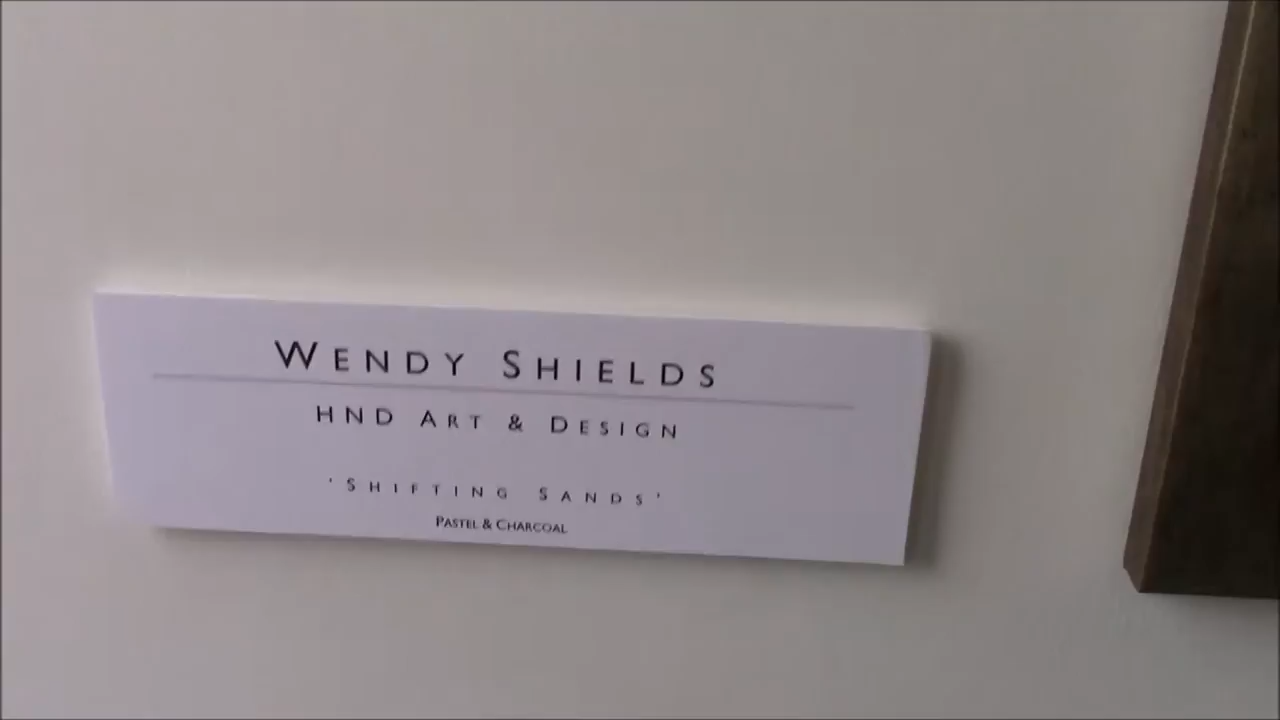 WENDY SHIELDS
HND ART & DESIGN
'SHIFTING SANDS'
PASTEL & CHARCOAL